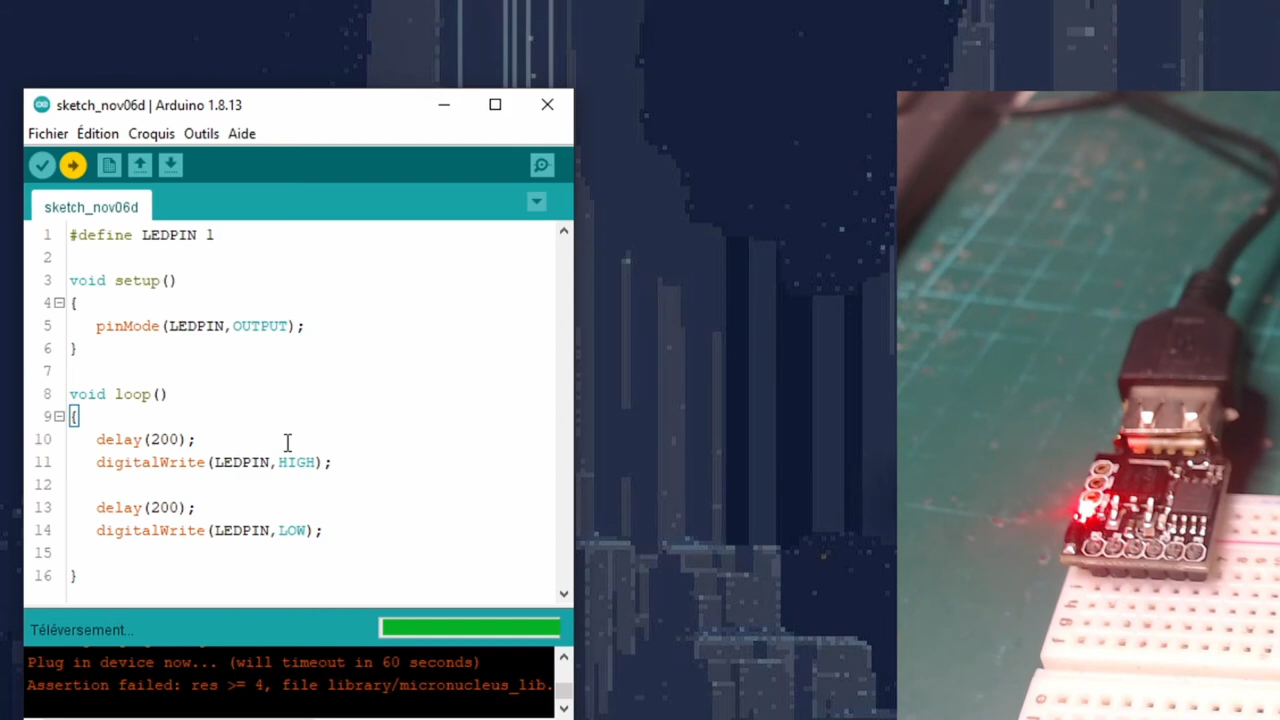 sketch_nov06d | Arduino 1.8.13
Fichier Édition Croquis Outils Aide
sketch_nov06d
1 #define LEDPIN 1
2
3 void setup()
4 {
5 pinMode(LEDPIN,OUTPUT);
6 }
7
8 void loop()
9 {
10 delay(200);
11 digitalWrite(LEDPIN,HIGH);
12
13 delay(200);
14 digitalWrite(LEDPIN,LOW);
15
16 }
Téléversement...
Plug in device now... (will timeout in 60 seconds)
Assertion failed: res >= 4, file library/micronucleus_lib.